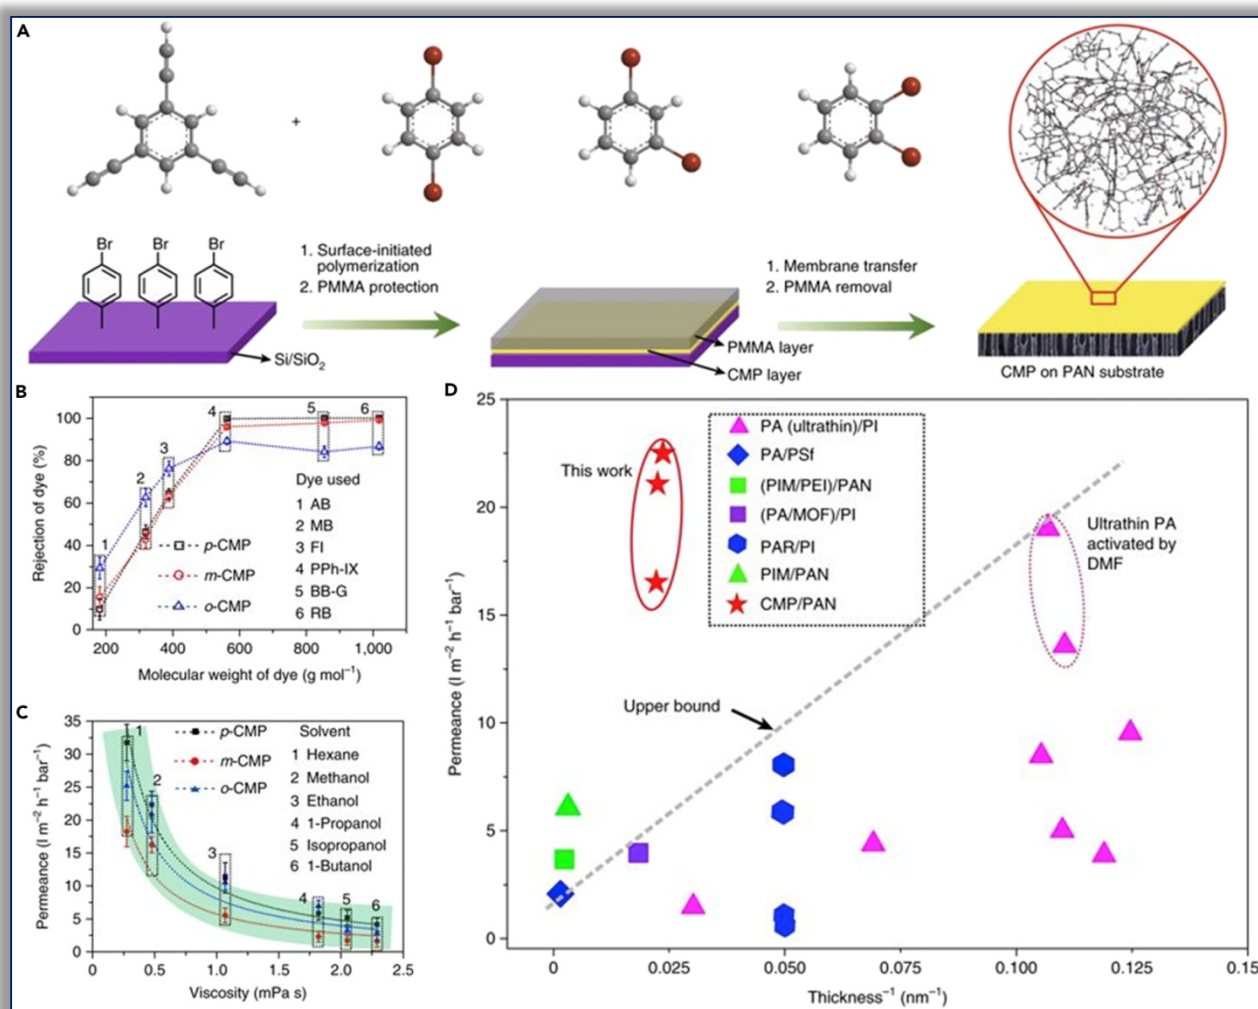 A
+
Br
Br
Br
1. Surface-initiated
polymerization
2. PMMA protection
1. Membrane transfer
2. PMMA removal
Si/SiO₂
PMMA layer
CMP layer
CMP on PAN substrate
B
100
80
60
40
20
0
Rejection of dye (%)
200
400
600
800
1,000
Molecular weight of dye (g mol⁻¹)
1
2
3
4
5
6
p-CMP
m-CMP
o-CMP
Dye used
1 AB
2 MB
3 FI
4 PPh-IX
5 BB-G
6 RB
C
35
30
25
20
15
10
5
0
Permeance (l m⁻² h⁻¹ bar⁻¹)
0
0.5
1.0
1.5
2.0
2.5
Viscosity (mPa s)
1
2
3
4
5
6
p-CMP
m-CMP
o-CMP
Solvent
1 Hexane
2 Methanol
3 Ethanol
4 1-Propanol
5 Isopropanol
6 1-Butanol
D
25
20
15
10
5
0
Permeance (l m⁻² h⁻¹ bar⁻¹)
0
0.025
0.050
0.075
0.100
0.125
0.15
Thickness⁻¹ (nm⁻¹)
This work
PA (ultrathin)/PI
PA/PSf
(PIM/PEI)/PAN
(PA/MOF)/PI
PAR/PI
PIM/PAN
CMP/PAN
Ultrathin PA
activated by
DMF
Upper bound